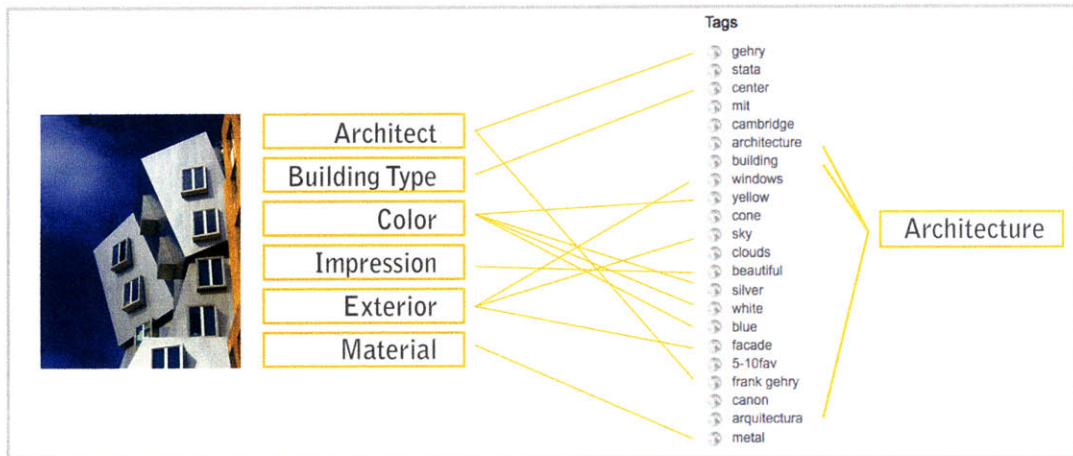 Architect
Building Type
Color
Impression
Exterior
Material
Tags
gehry
stata
center
mit
cambridge
architecture
building
windows
yellow
cone
sky
clouds
beautiful
silver
white
blue
facade
5-10fav
frank gehry
canon
arquitectura
metal
Architecture